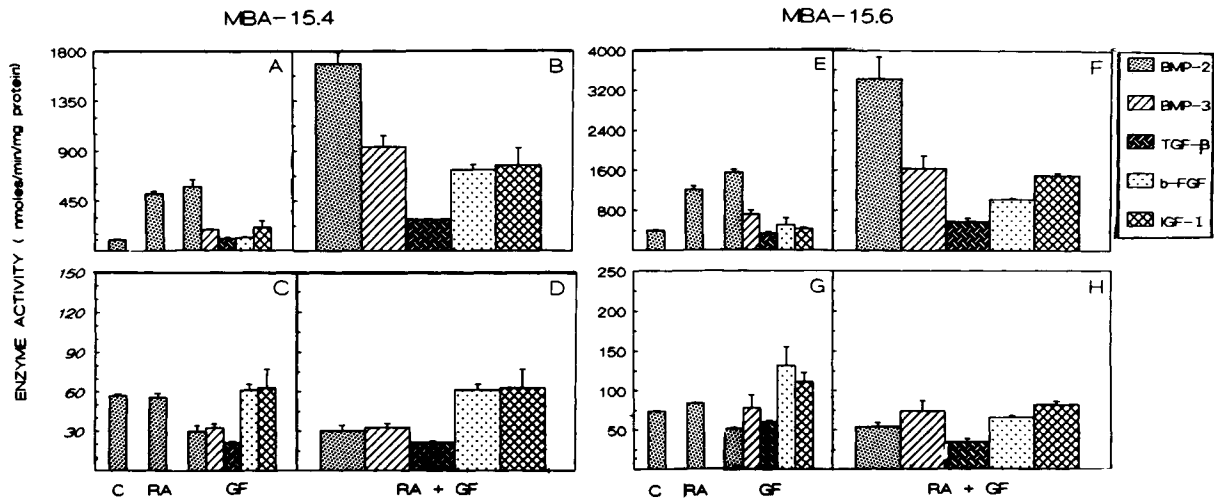 MBA-15.4
MBA-15.6
ENZYME ACTIVITY ( moles/min/mg protein)
1800
1350
900
450
A
B
4000
3200
2400
1600
800
E
F
BMP-2
BMP-3
TGF-β
b-FGF
IGF-1
150
120
90
60
30
C
D
250
200
150
100
50
G
H
C RA GF RA + GF
C RA GF RA + GF